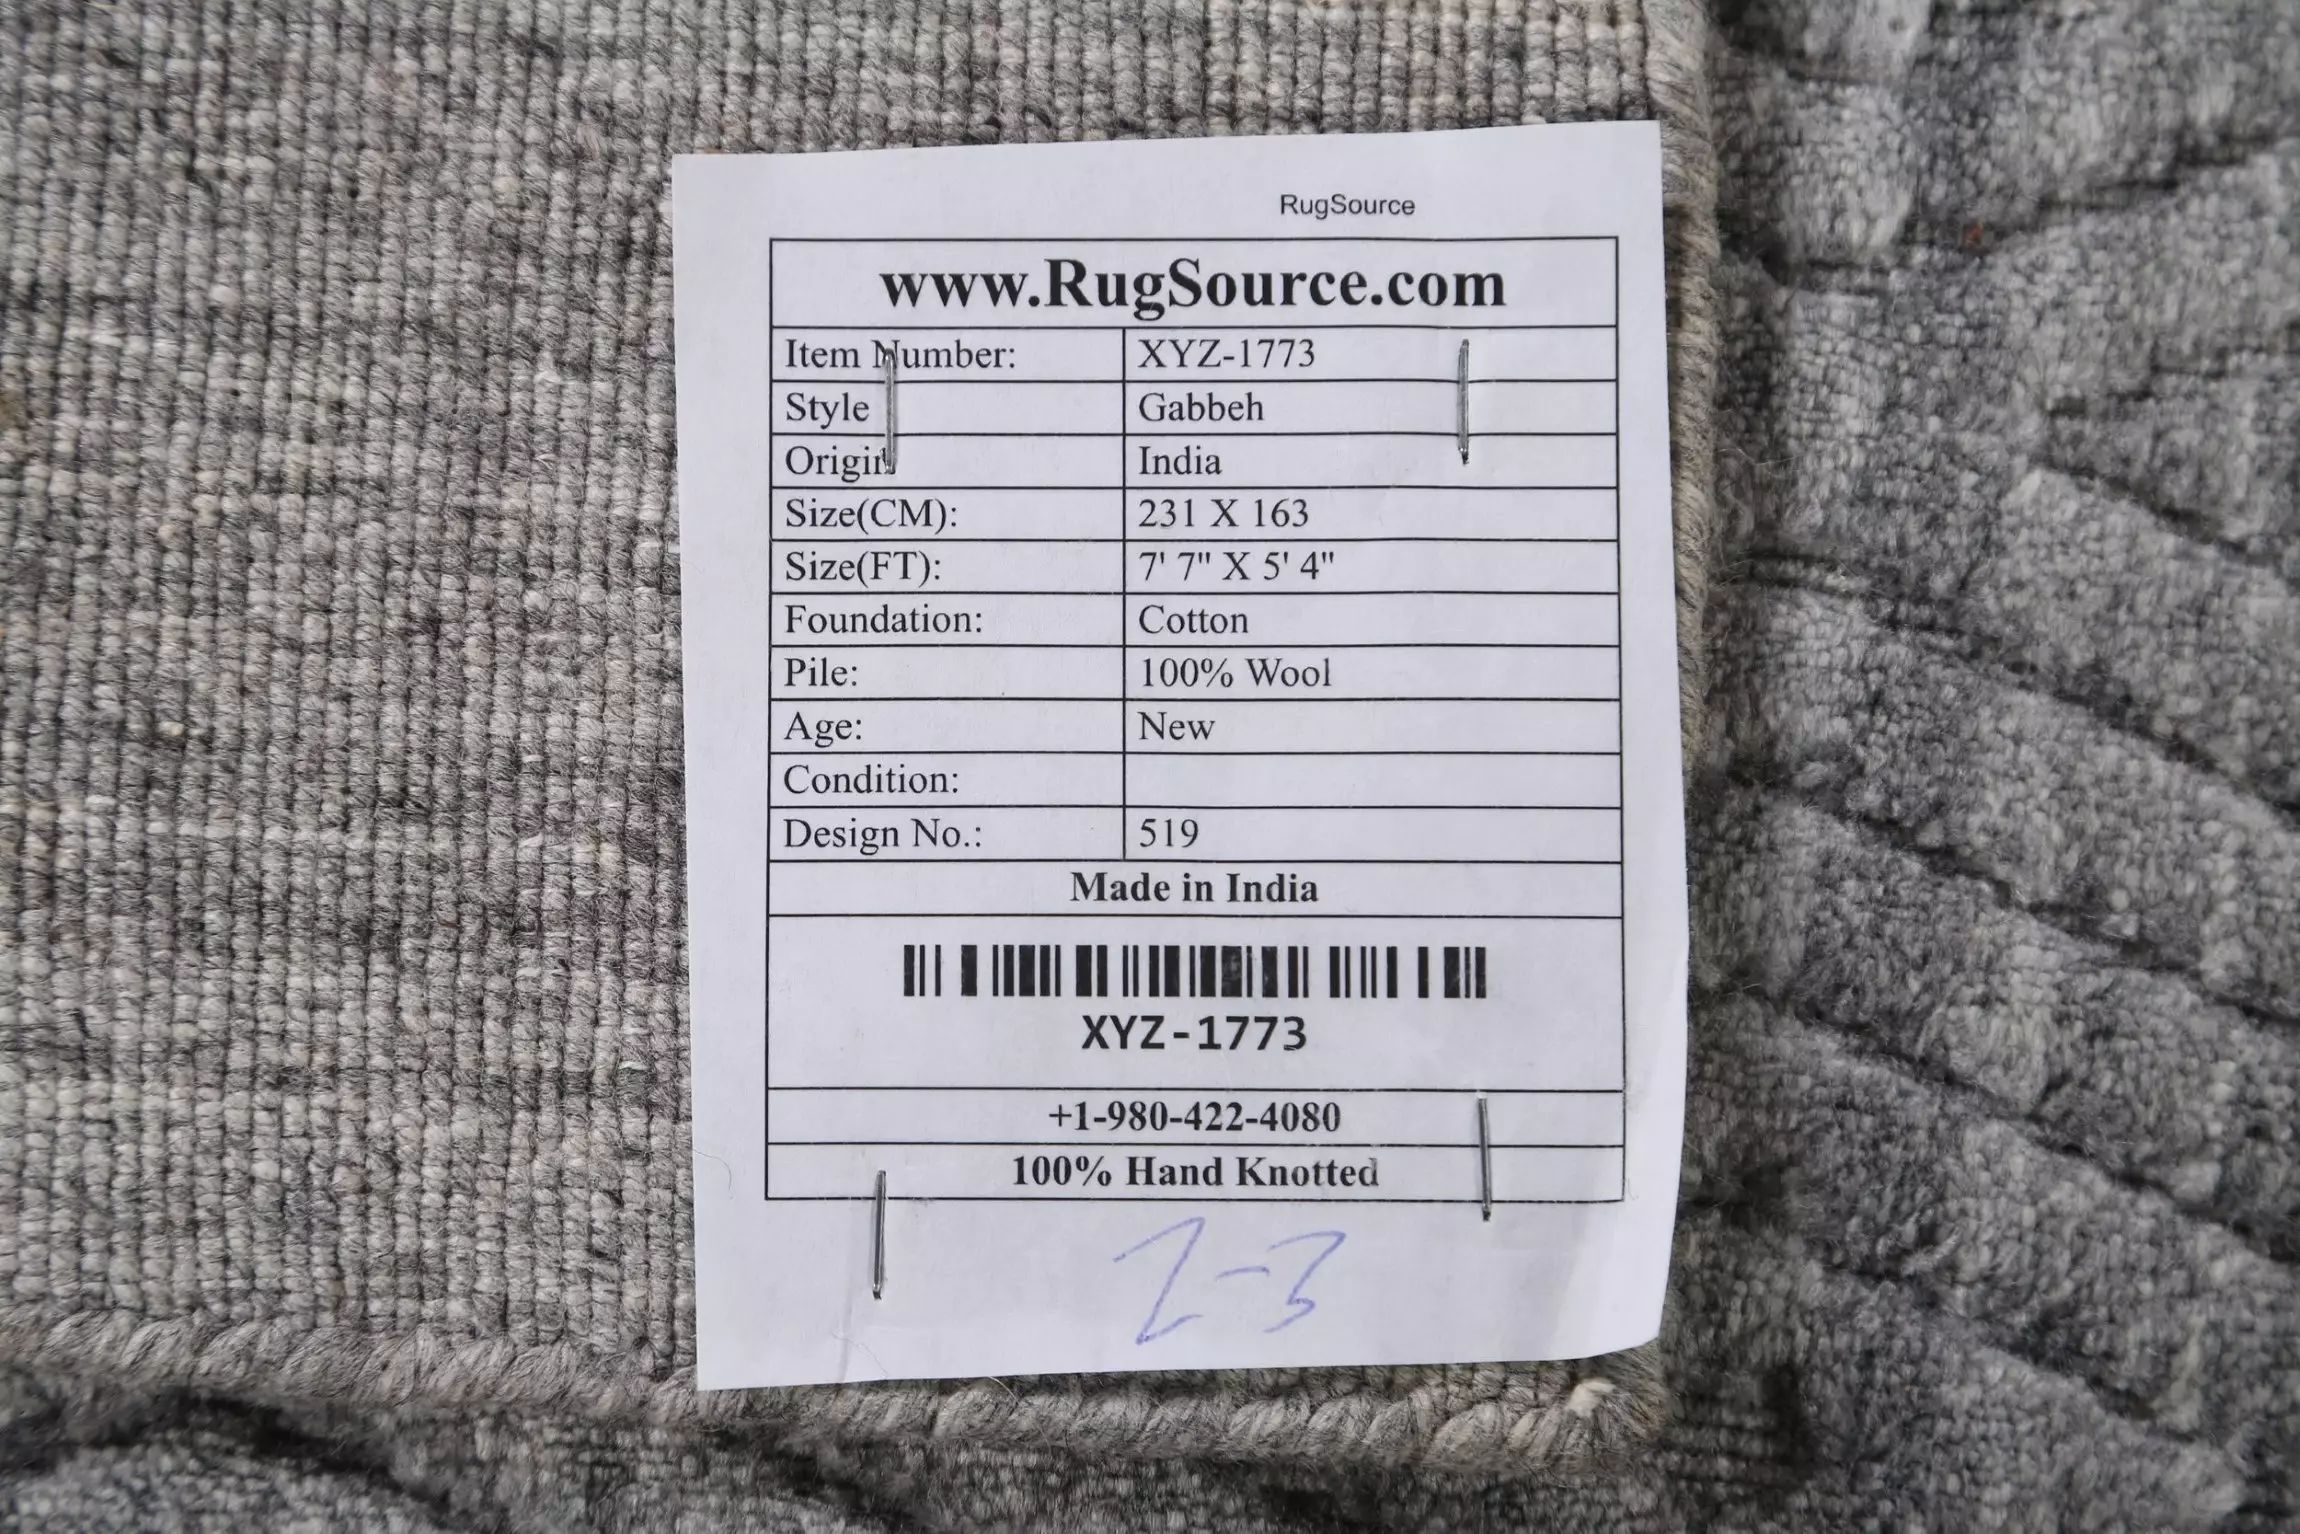 RugSource
www.RugSource.com
Item Number: XYZ-1773
Style Gabbeh
Origin India
Size(CM): 231 X 163
Size(FT): 7' 7" X 5' 4"
Foundation: Cotton
Pile: 100% Wool
Age: New
Condition:
Design No.: 519
Made in India
XYZ-1773
+1-980-422-4080
100% Hand Knotted